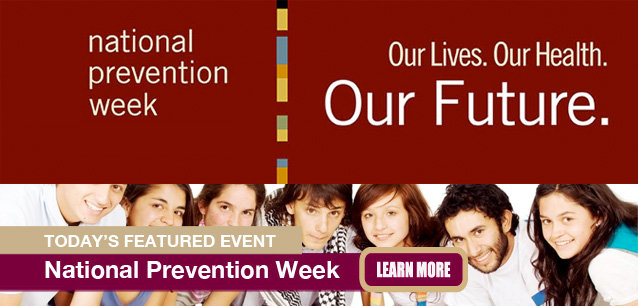 national
prevention
week
Our Lives. Our Health.
Our Future.
TODAY'S FEATURED EVENT
National Prevention Week
LEARN MORE